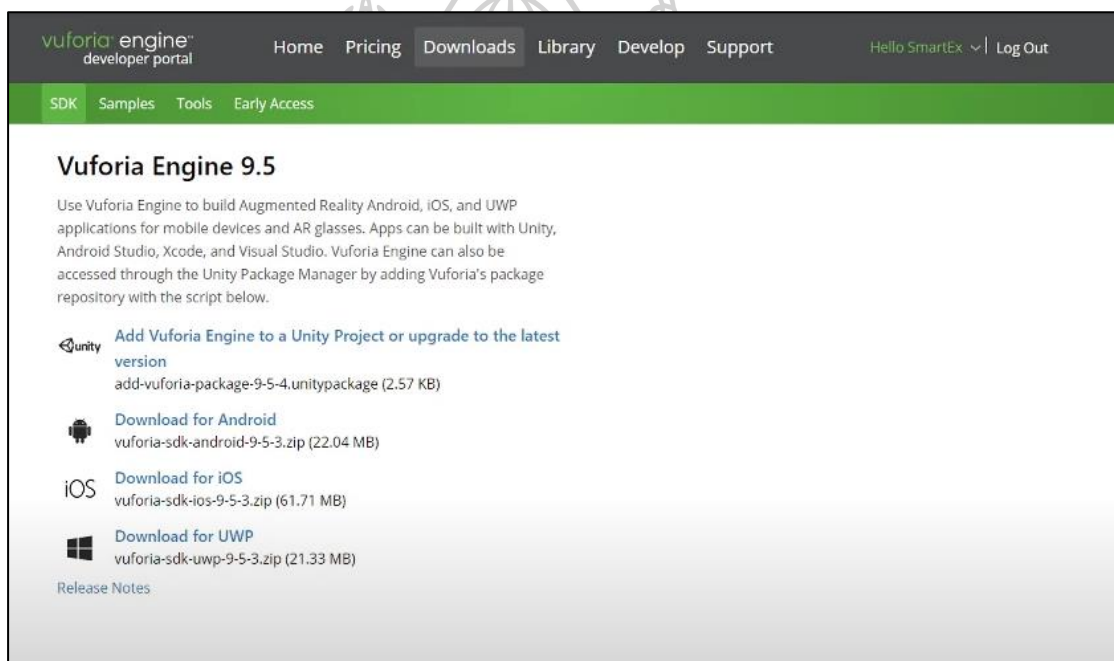 vuforia engine™
developer portal
Home Pricing Downloads Library Develop Support
Hello SmartEx | Log Out
SDK Samples Tools Early Access
Vuforia Engine 9.5
Use Vuforia Engine to build Augmented Reality Android, iOS, and UWP
applications for mobile devices and AR glasses. Apps can be built with Unity,
Android Studio, Xcode, and Visual Studio. Vuforia Engine can also be
accessed through the Unity Package Manager by adding Vuforia's package
repository with the script below.
unity
Add Vuforia Engine to a Unity Project or upgrade to the latest
version
add-vuforia-package-9-5-4.unitypackage (2.57 KB)
Download for Android
vuforia-sdk-android-9-5-3.zip (22.04 MB)
iOS
Download for iOS
vuforia-sdk-ios-9-5-3.zip (61.71 MB)
Download for UWP
vuforia-sdk-uwp-9-5-3.zip (21.33 MB)
Release Notes